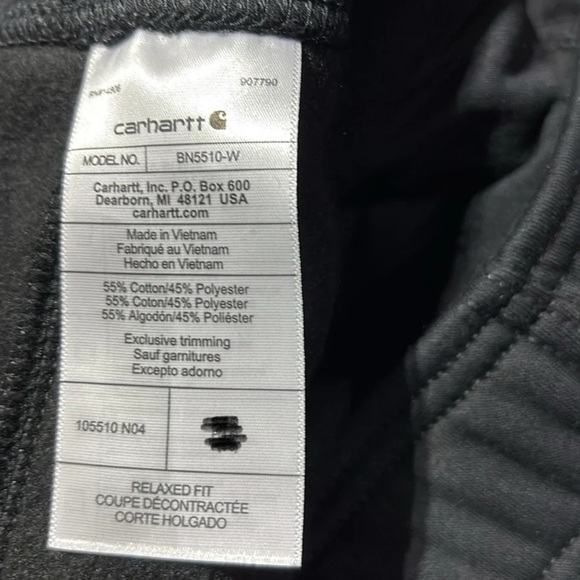 907790
carhartt
MODEL NO. BN5510-W
Carhartt, Inc. P.O. Box 600
Dearborn, MI 48121 USA
carhartt.com
Made in Vietnam
Fabriqué au Vietnam
Hecho en Vietnam
55% Cotton/45% Polyester
55% Coton/45% Polyester
55% Algodón/45% Poliéster
Exclusive trimming
Sauf garnitures
Excepto adorno
105510 N04
RELAXED FIT
COUPE DÉCONTRACTÉE
CORTE HOLGADO